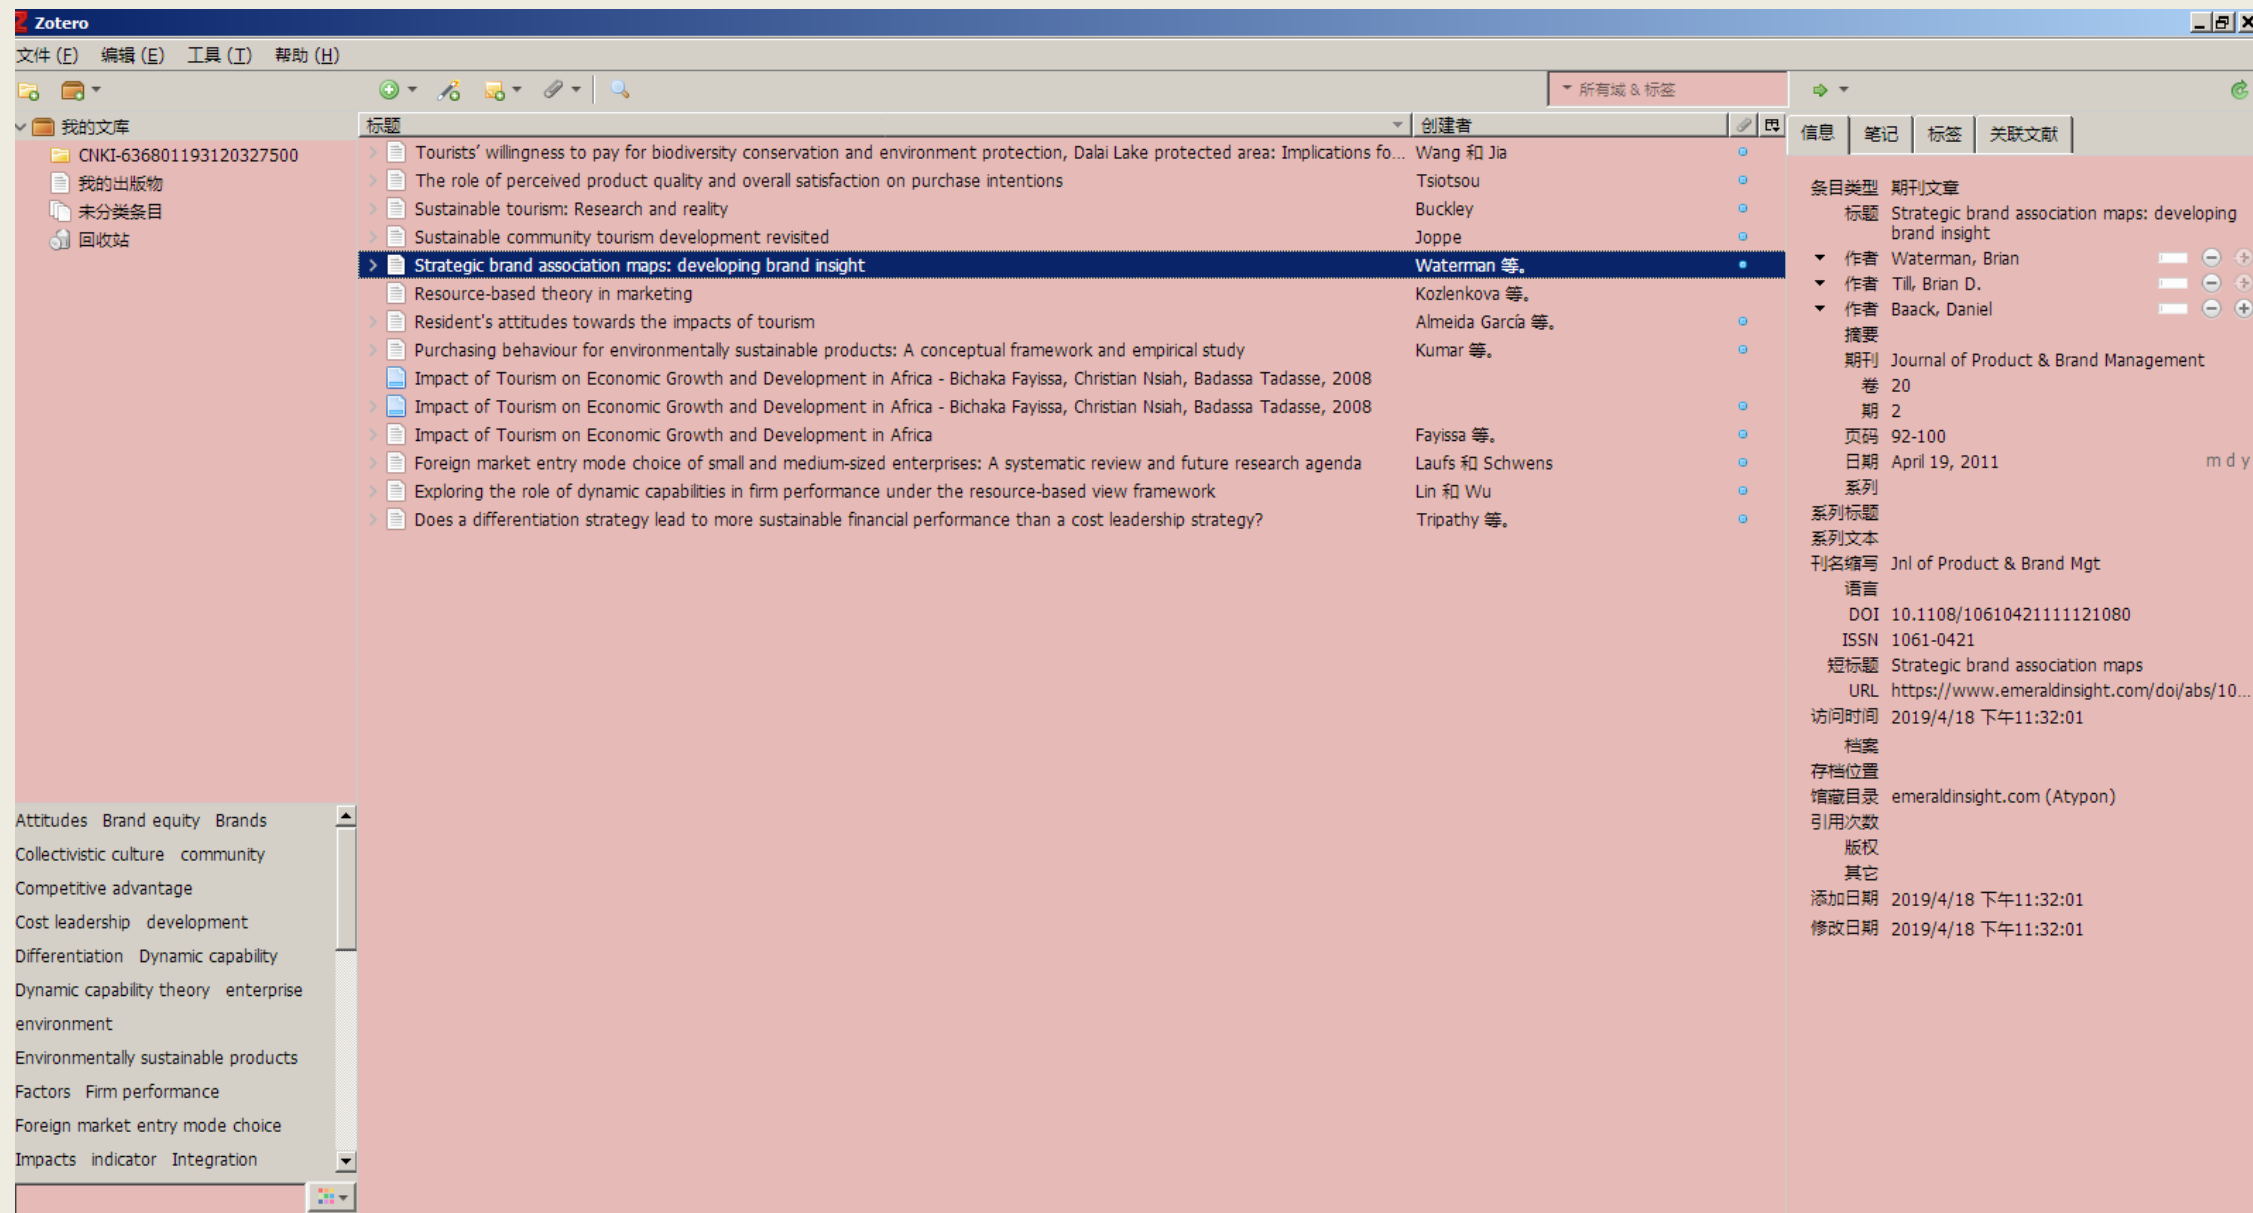 Zotero
文件 (F) 编辑 (E) 工具 (T) 帮助 (H)
所有域 & 标签
我的文库
CNKI-636801193120327500
我的出版物
未分类条目
回收站
标题 创建者
Tourists' willingness to pay for biodiversity conservation and environment protection, Dalai Lake protected area: Implications fo... Wang 和 Jia
The role of perceived product quality and overall satisfaction on purchase intentions Tsiotsou
Sustainable tourism: Research and reality Buckley
Sustainable community tourism development revisited Joppe
Strategic brand association maps: developing brand insight Waterman 等。
Resource-based theory in marketing Kozlenkova 等。
Resident's attitudes towards the impacts of tourism Almeida García 等。
Purchasing behaviour for environmentally sustainable products: A conceptual framework and empirical study Kumar 等。
Impact of Tourism on Economic Growth and Development in Africa - Bichaka Fayissa, Christian Nsiah, Badassa Tadasse, 2008
Impact of Tourism on Economic Growth and Development in Africa - Bichaka Fayissa, Christian Nsiah, Badassa Tadasse, 2008
Impact of Tourism on Economic Growth and Development in Africa Fayissa 等。
Foreign market entry mode choice of small and medium-sized enterprises: A systematic review and future research agenda Laufs 和 Schwens
Exploring the role of dynamic capabilities in firm performance under the resource-based view framework Lin 和 Wu
Does a differentiation strategy lead to more sustainable financial performance than a cost leadership strategy? Tripathy 等。
信息 笔记 标签 关联文献
条目类型 期刊文章
标题 Strategic brand association maps: developing
brand insight
作者 Waterman, Brian
作者 Till, Brian D.
作者 Baack, Daniel
摘要
期刊 Journal of Product & Brand Management
卷 20
期 2
页码 92-100
日期 April 19, 2011 m d y
系列
系列标题
系列文本
刊名缩写 Jnl of Product & Brand Mgt
语言
DOI 10.1108/10610421111121080
ISSN 1061-0421
短标题 Strategic brand association maps
URL https://www.emeraldinsight.com/doi/abs/10...
访问时间 2019/4/18 下午11:32:01
档案
存档位置
馆藏目录 emeraldinsight.com (Atypon)
引用次数
版权
其它
添加日期 2019/4/18 下午11:32:01
修改日期 2019/4/18 下午11:32:01
Attitudes Brand equity Brands
Collectivistic culture community
Competitive advantage
Cost leadership development
Differentiation Dynamic capability
Dynamic capability theory enterprise
environment
Environmentally sustainable products
Factors Firm performance
Foreign market entry mode choice
Impacts indicator Integration